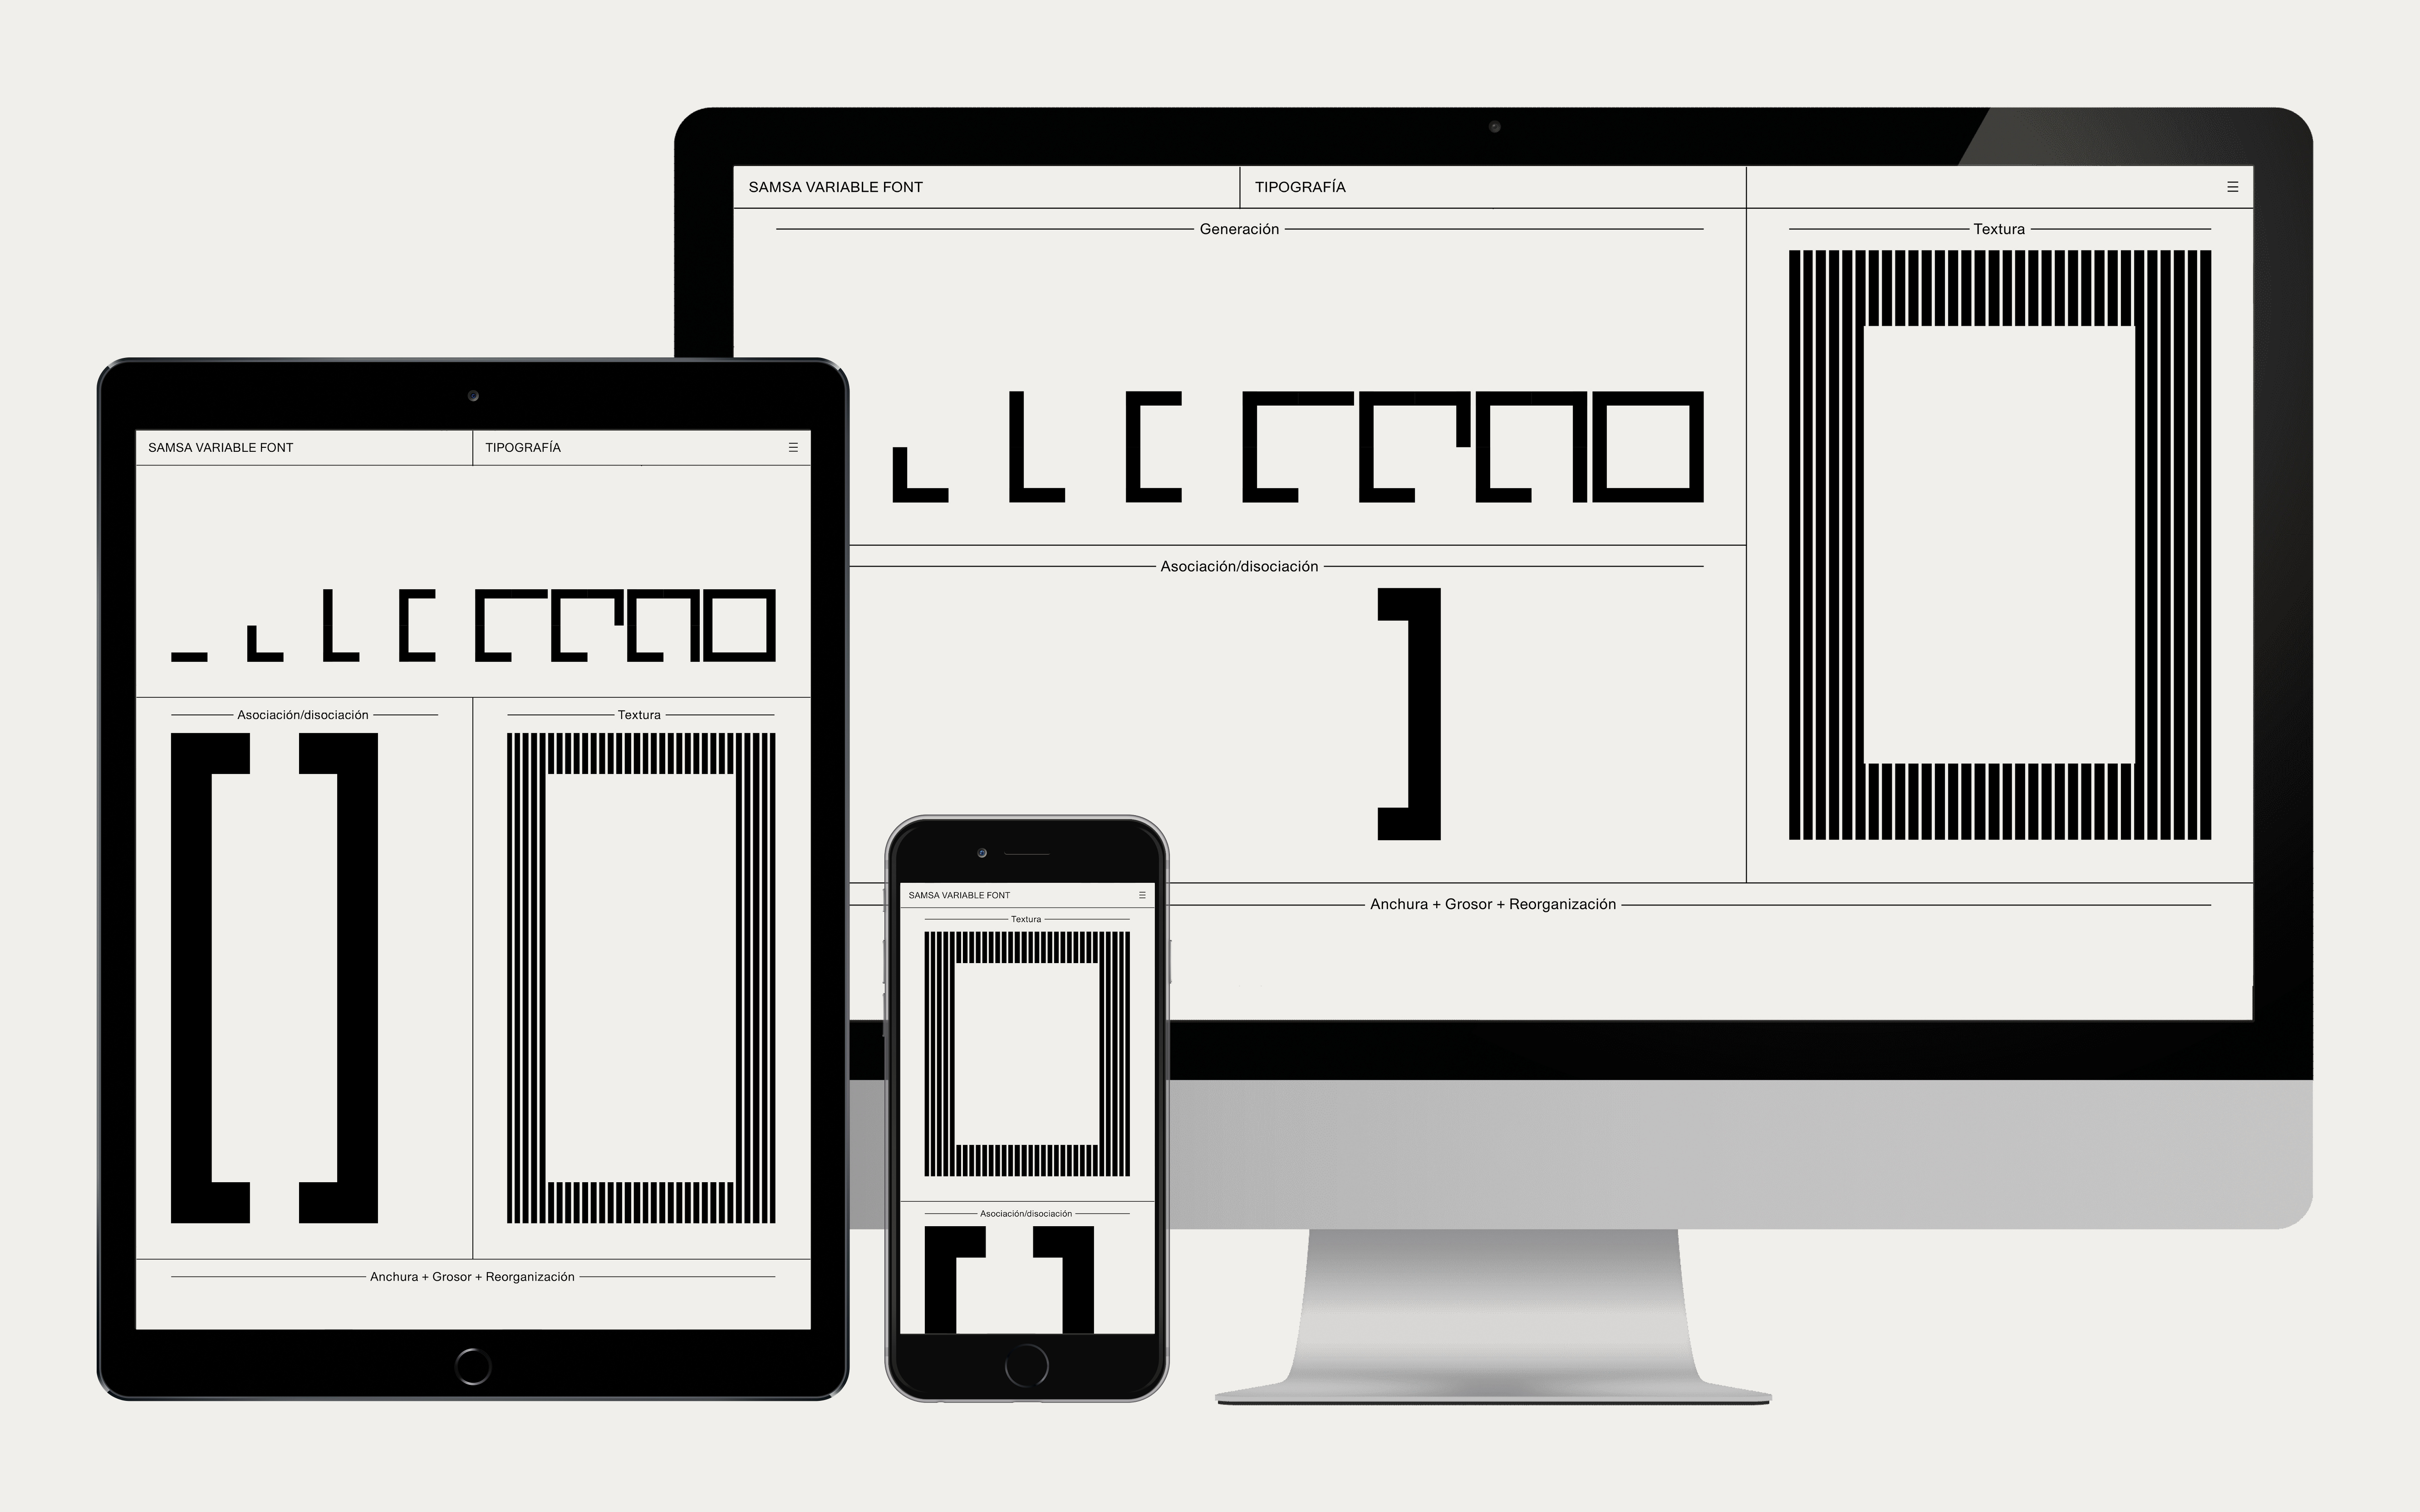 SAMSA VARIABLE FONT
TIPOGRAFÍA
Generación
Textura
Asociación/disociación
Anchura + Grosor + Reorganización
SAMSA VARIABLE FONT
TIPOGRAFÍA
Asociación/disociación
Textura
Anchura + Grosor + Reorganización
SAMSA VARIABLE FONT
Textura
Asociación/disociación